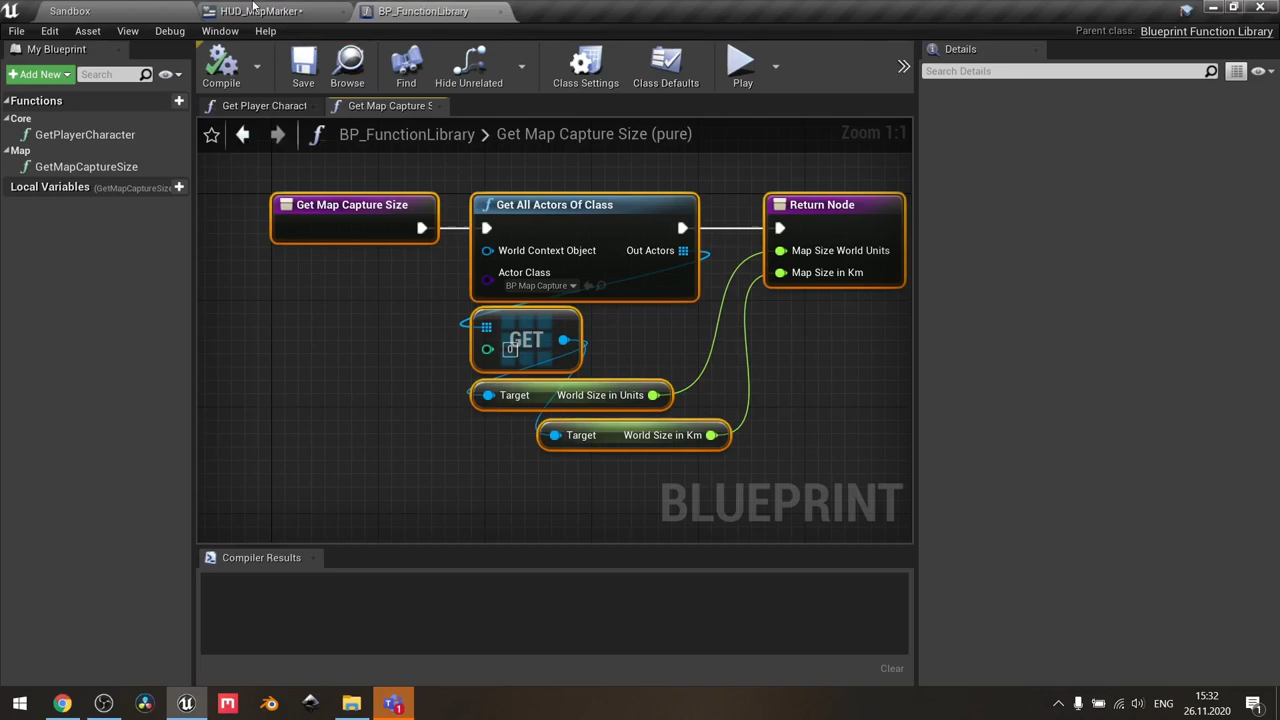 Sandbox
HUD_MapMarker*
BP_FunctionLibrary
File Edit Asset View Debug Window Help
Parent class: Blueprint Function Library
My Blueprint
Add New
Search
Compile
Save
Browse
Find
Hide Unrelated
Class Settings
Class Defaults
Play
Details
Search Details
Functions
Core
GetPlayerCharacter
Map
GetMapCaptureSize
Local Variables (GetMapCaptureSize
Get Player Charact
Get Map Capture S
BP_FunctionLibrary > Get Map Capture Size (pure)
Zoom 1:1
Get Map Capture Size
Get All Actors Of Class
World Context Object
Out Actors
Actor Class
BP Map Capture
Return Node
Map Size World Units
Map Size in Km
GET
0
Target World Size in Units
Target World Size in Km
BLUEPRINT
Compiler Results
Clear
1
ENG
15:32
26.11.2020
1